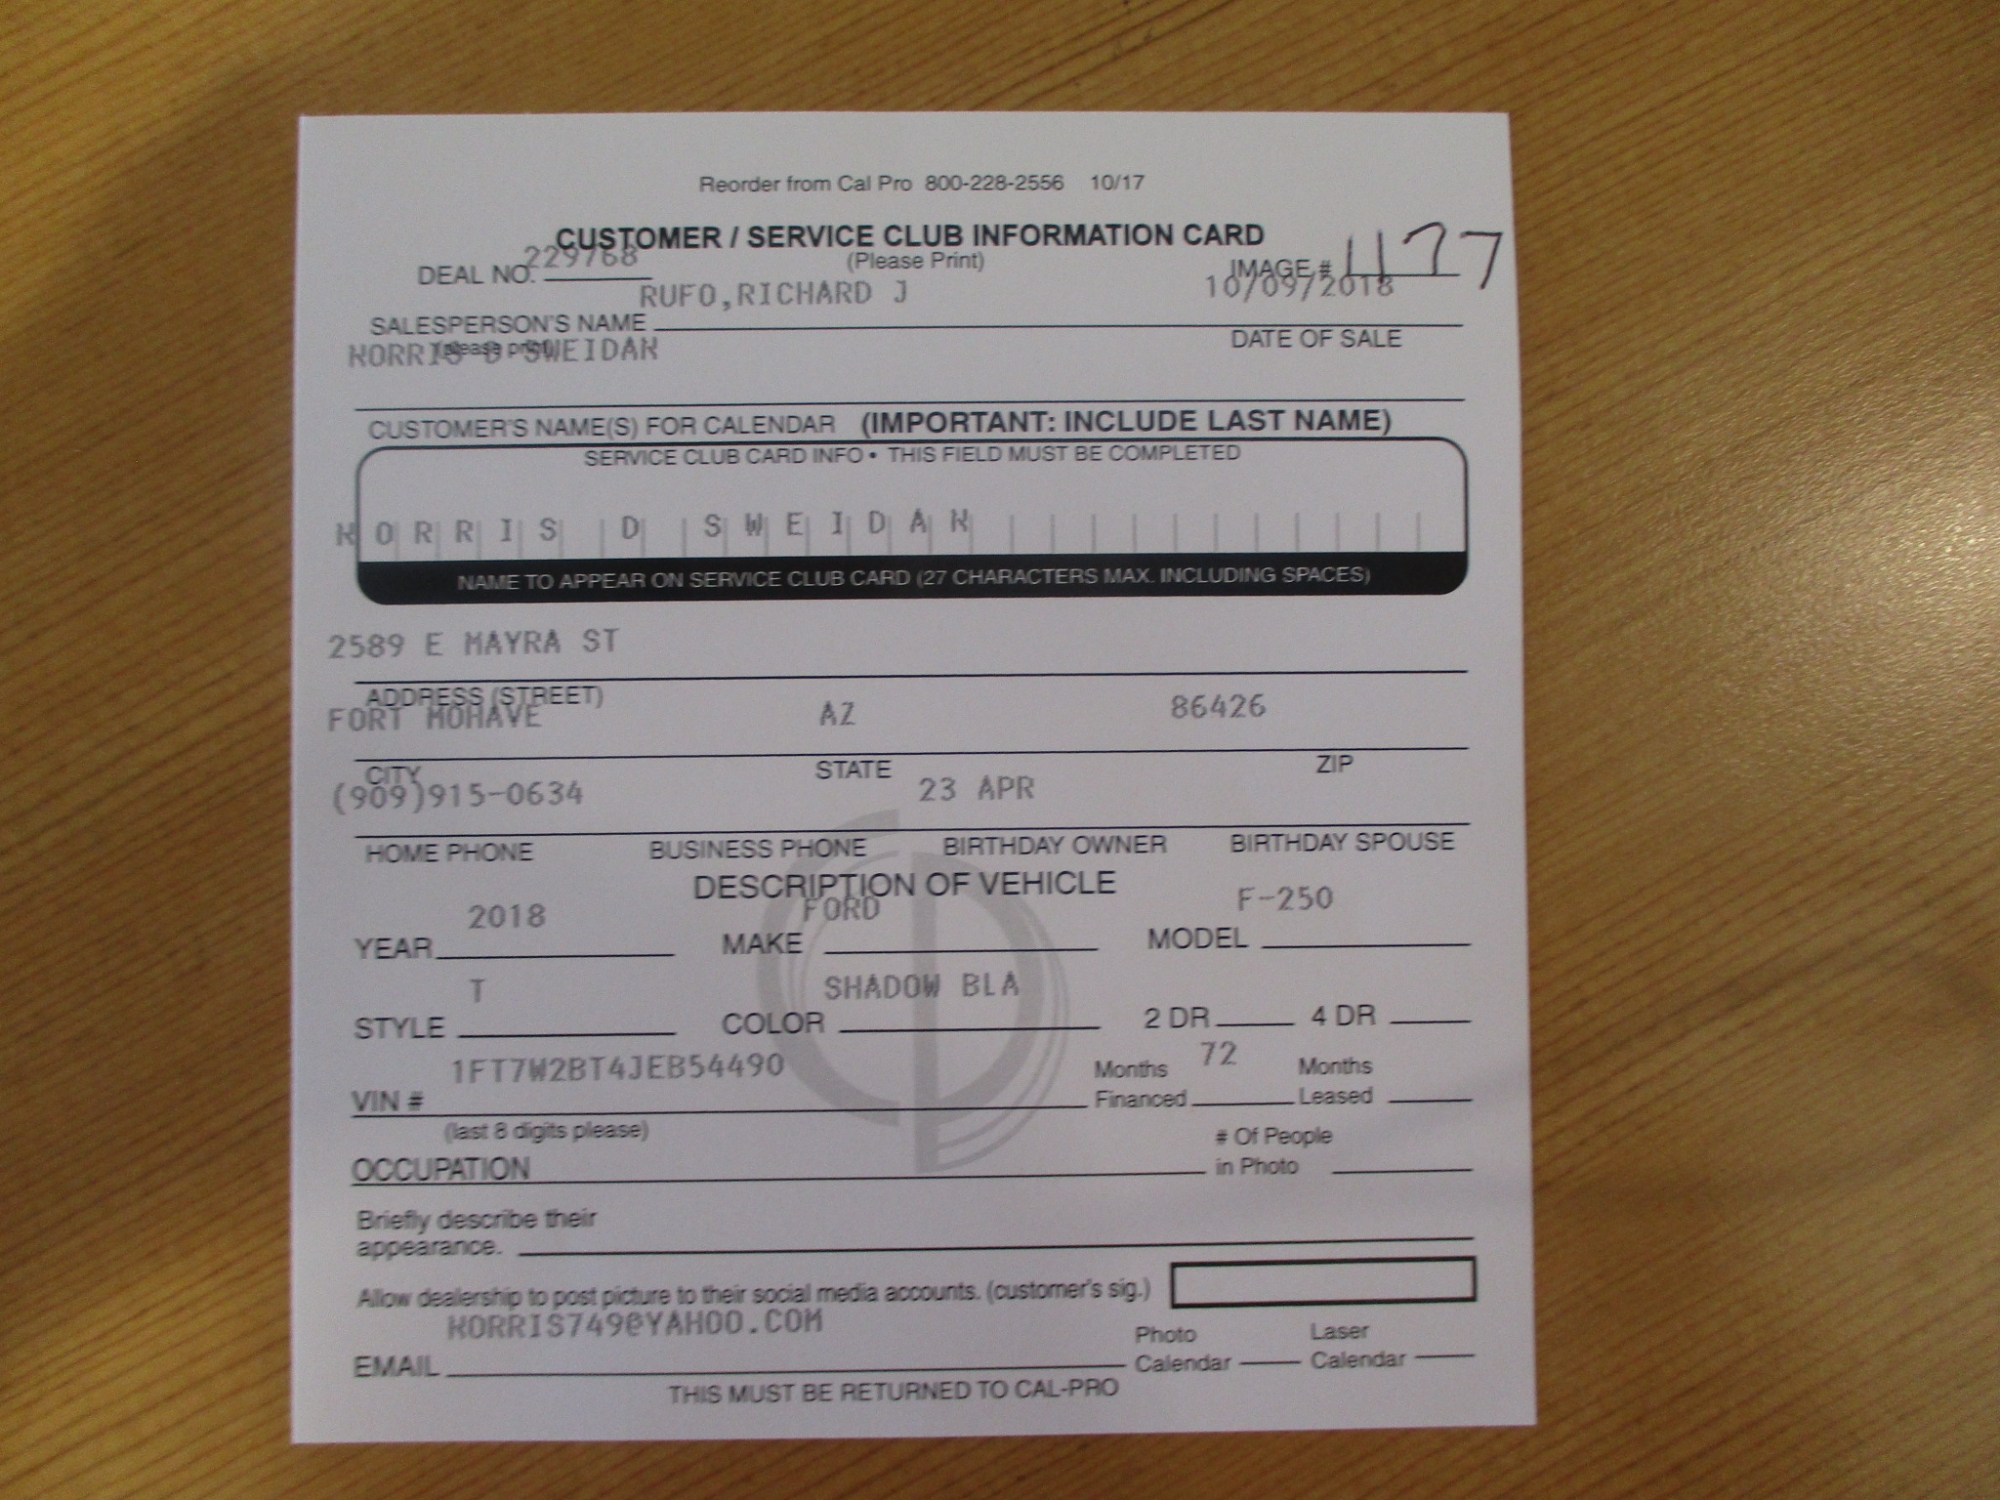 Reorder from Cal Pro 800-228-2556 10/17
CUSTOMER / SERVICE CLUB INFORMATION CARD
(Please Print)
DEAL NO. 229768
IMAGE # 1177
RUFO,RICHARD J 10/09/2018
SALESPERSON'S NAME
(please print)
DATE OF SALE
NORRIS D SWEIDAN
CUSTOMER'S NAME(S) FOR CALENDAR (IMPORTANT: INCLUDE LAST NAME)
SERVICE CLUB CARD INFO • THIS FIELD MUST BE COMPLETED
NORRIS D SWEIDAN
NAME TO APPEAR ON SERVICE CLUB CARD (27 CHARACTERS MAX. INCLUDING SPACES)
2589 E MAYRA ST
ADDRESS (STREET)
FORT MOHAVE AZ 86426
CITY STATE ZIP
(909)915-0634 23 APR
HOME PHONE BUSINESS PHONE BIRTHDAY OWNER BIRTHDAY SPOUSE
DESCRIPTION OF VEHICLE
2018 FORD F-250
YEAR MAKE MODEL
T SHADOW BLA
STYLE COLOR 2 DR 4 DR
1FT7W2BT4JEB54490
VIN #
(last 8 digits please)
Months Financed 72 Months Leased
OCCUPATION
# Of People in Photo
Briefly describe their
appearance.
Allow dealership to post picture to their social media accounts. (customer's sig.)
NORRIS749@YAHOO.COM
EMAIL
Photo Calendar Laser Calendar
THIS MUST BE RETURNED TO CAL-PRO